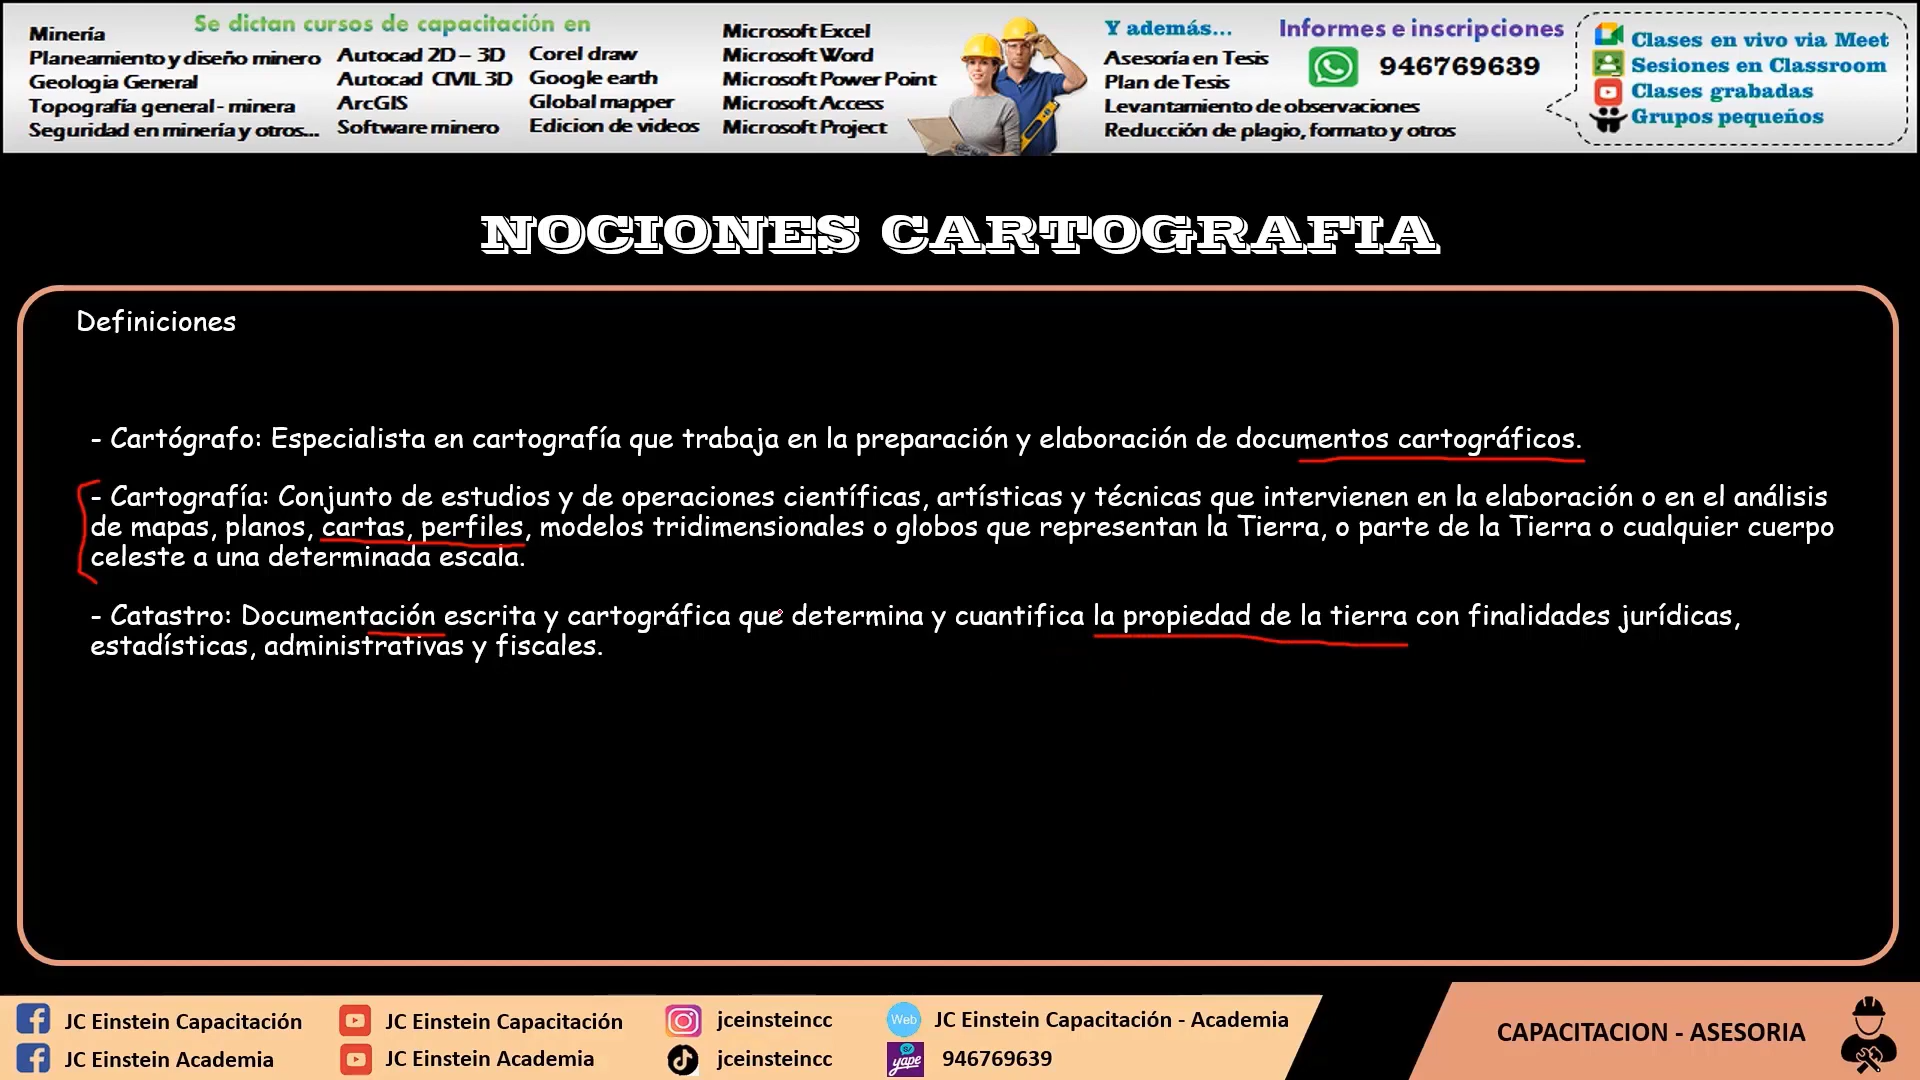 Se dictan cursos de capacitación en
Minería
Planeamiento y diseño minero
Geologia General
Topografía general - minera
Seguridad en minería y otros...
Autocad 2D – 3D
Autocad CIVIL 3D
ArcGIS
Software minero
Corel draw
Google earth
Global mapper
Edicion de videos
Microsoft Excel
Microsoft Word
Microsoft Power Point
Microsoft Access
Microsoft Project
Y además...
Asesoría en Tesis
Plan de Tesis
Levantamiento de observaciones
Reducción de plagio, formato y otros
Informes e inscripciones
946769639
Clases en vivo via Meet
Sesiones en Classroom
Clases grabadas
Grupos pequeños
NOCIONES CARTOGRAFIA
Definiciones
- Cartógrafo: Especialista en cartografía que trabaja en la preparación y elaboración de documentos cartográficos.
- Cartografía: Conjunto de estudios y de operaciones científicas, artísticas y técnicas que intervienen en la elaboración o en el análisis
de mapas, planos, cartas, perfiles, modelos tridimensionales o globos que representan la Tierra, o parte de la Tierra o cualquier cuerpo
celeste a una determinada escala.
- Catastro: Documentación escrita y cartográfica que determina y cuantifica la propiedad de la tierra con finalidades jurídicas,
estadísticas, administrativas y fiscales.
JC Einstein Capacitación
JC Einstein Academia
JC Einstein Capacitación
JC Einstein Academia
jceinsteincc
jceinsteincc
Web
JC Einstein Capacitación - Academia
S/
yape
946769639
CAPACITACION - ASESORIA